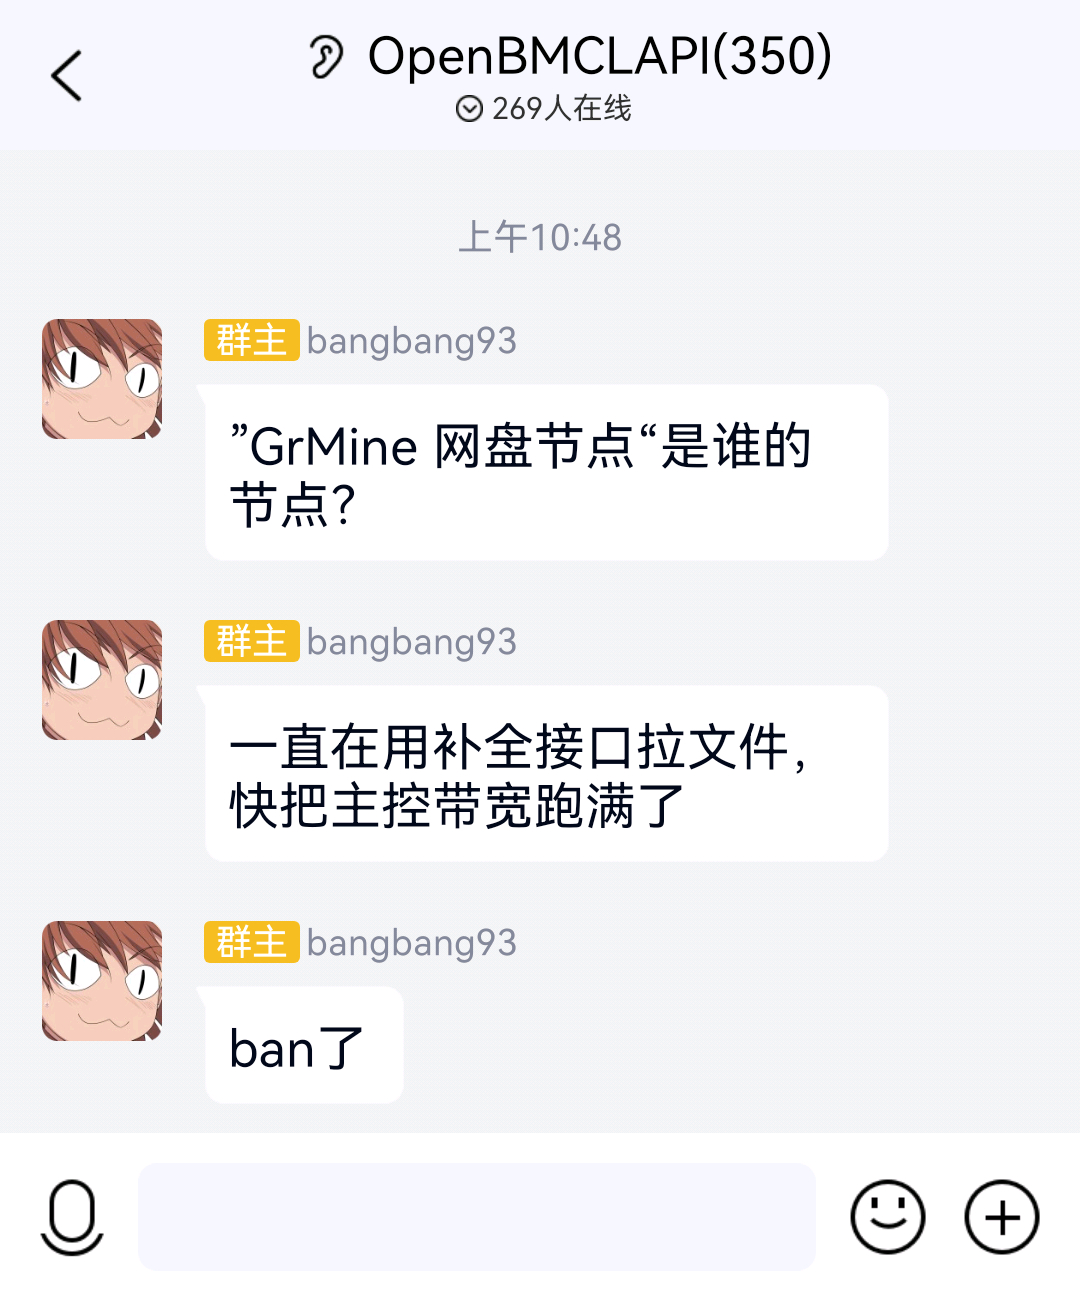 OpenBMCLAPI(350)
269人在线
上午10:48
群主 bangbang93
”GrMine 网盘节点“是谁的
节点？
群主 bangbang93
一直在用补全接口拉文件，
快把主控带宽跑满了
群主 bangbang93
ban了